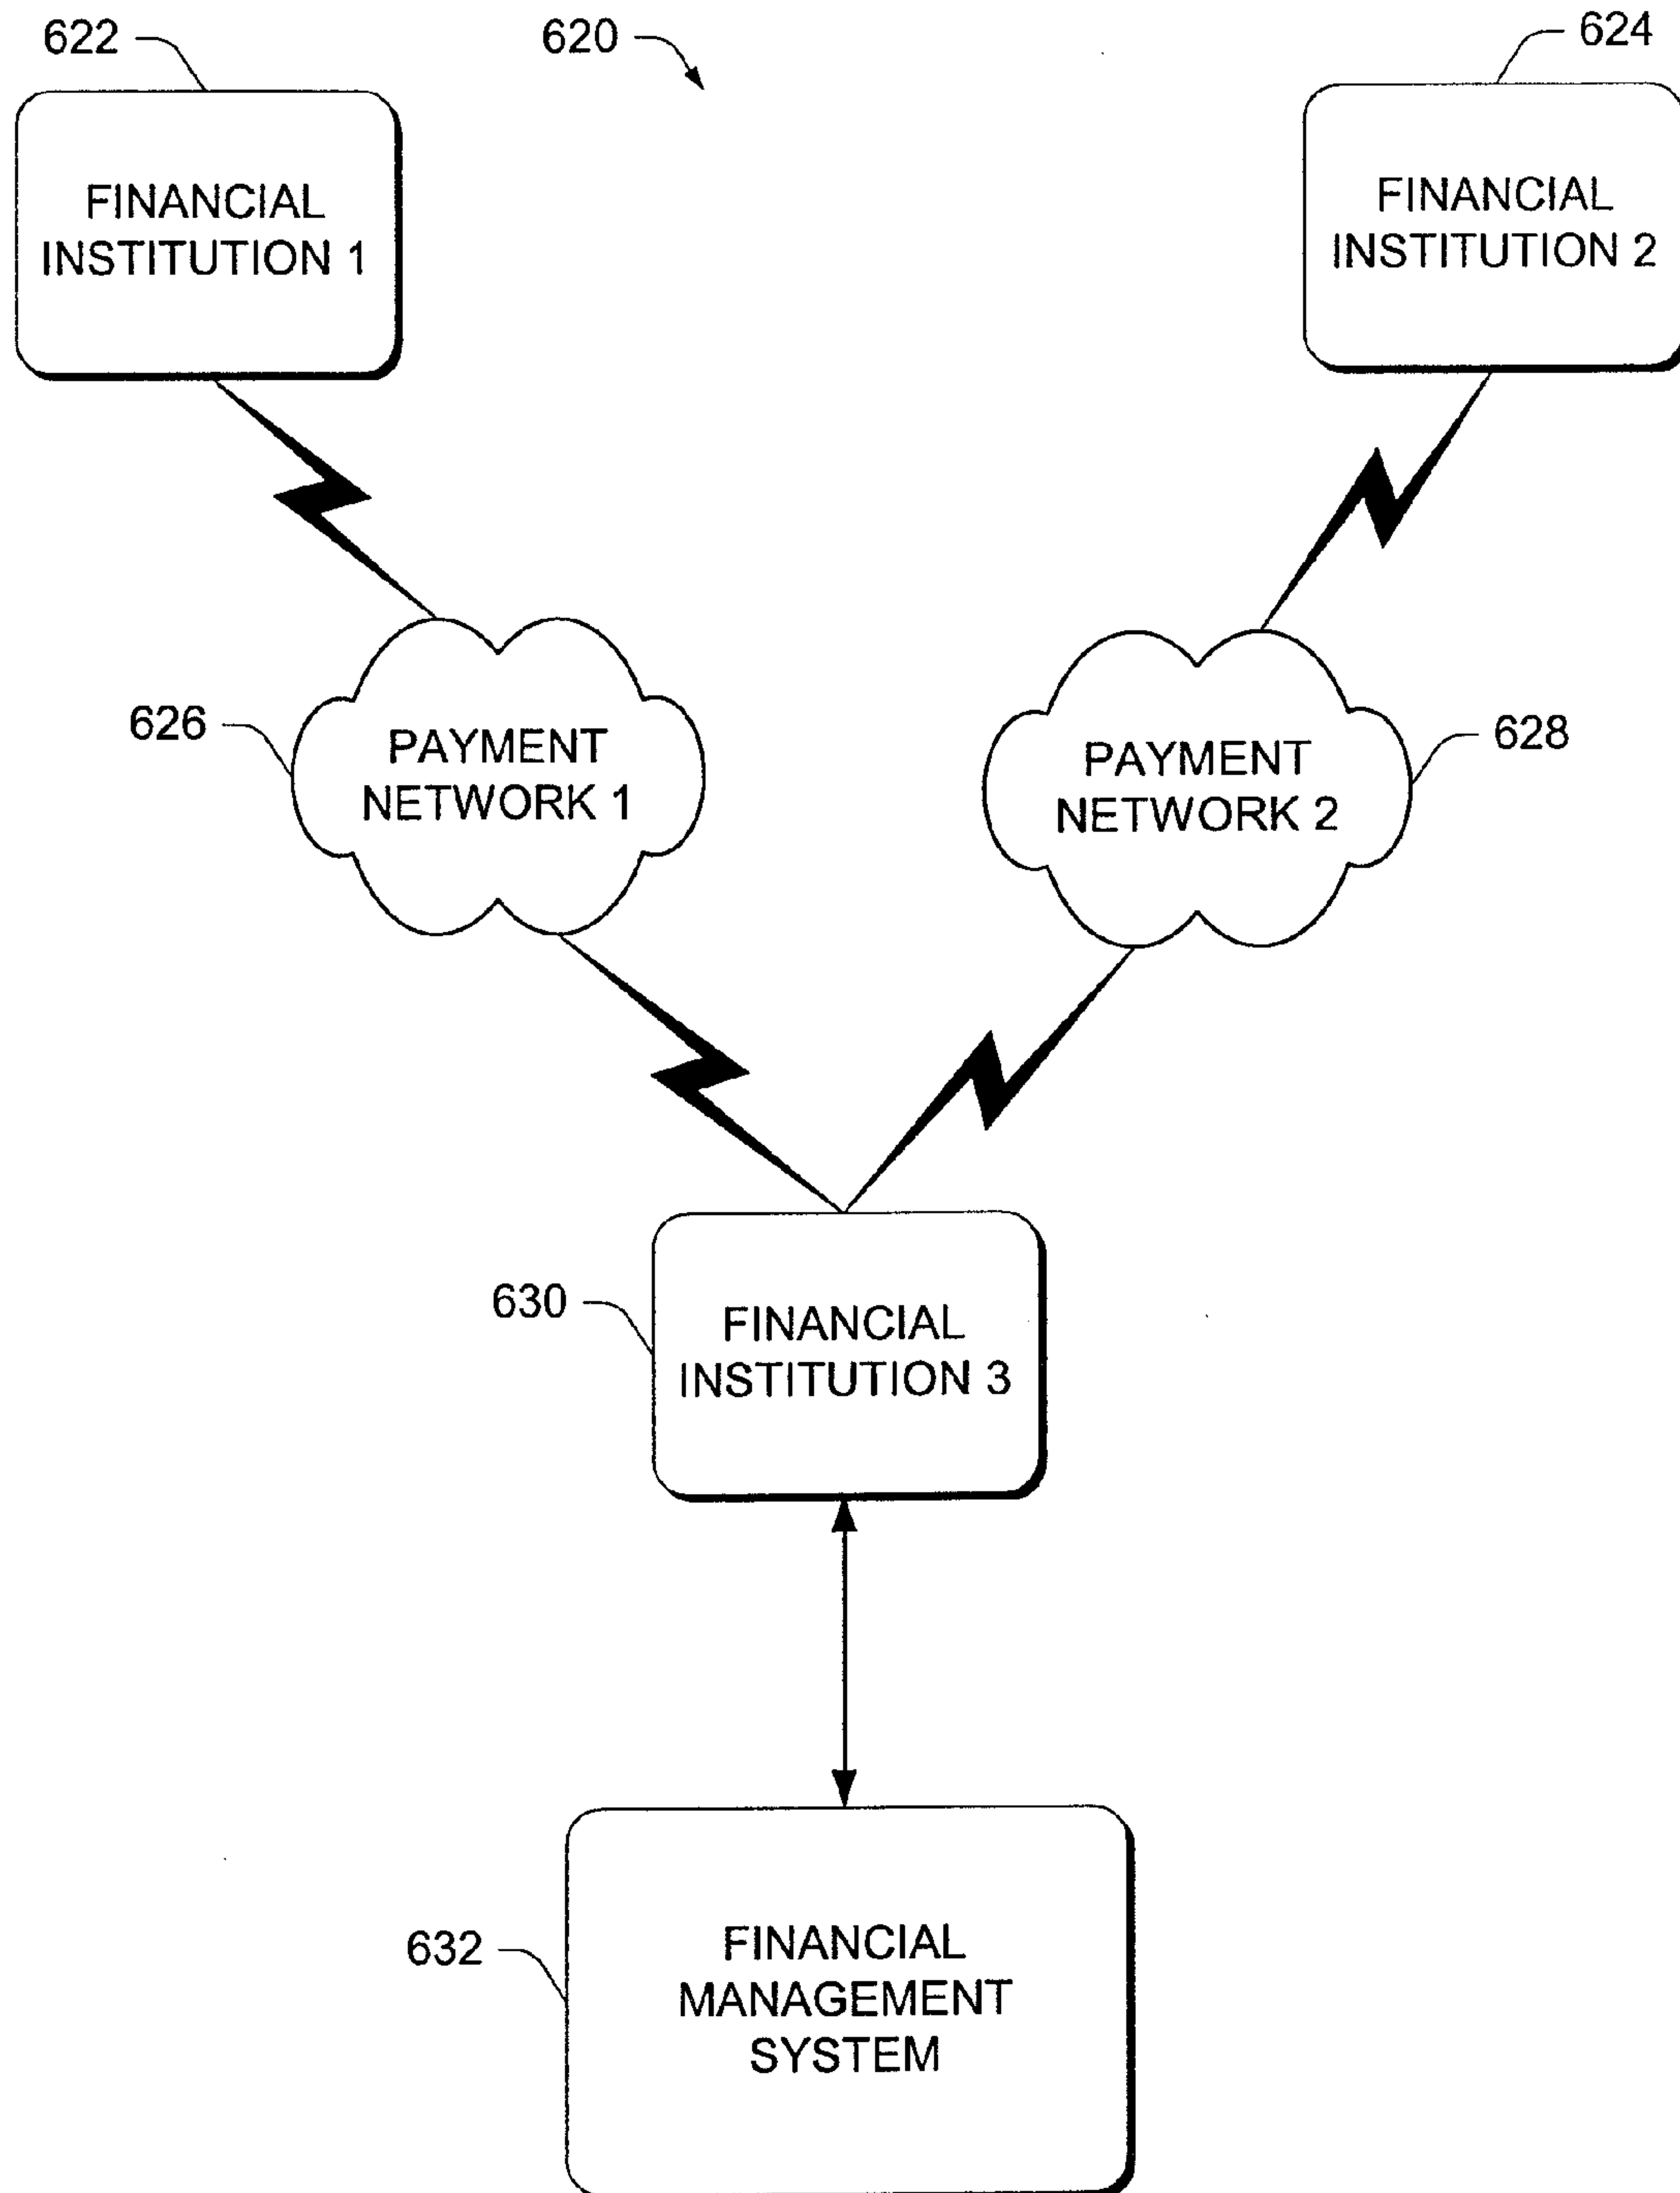 622
620
624
FINANCIAL
INSTITUTION 1
FINANCIAL
INSTITUTION 2
626
PAYMENT
NETWORK 1
PAYMENT
NETWORK 2
628
630
FINANCIAL
INSTITUTION 3
632
FINANCIAL
MANAGEMENT
SYSTEM